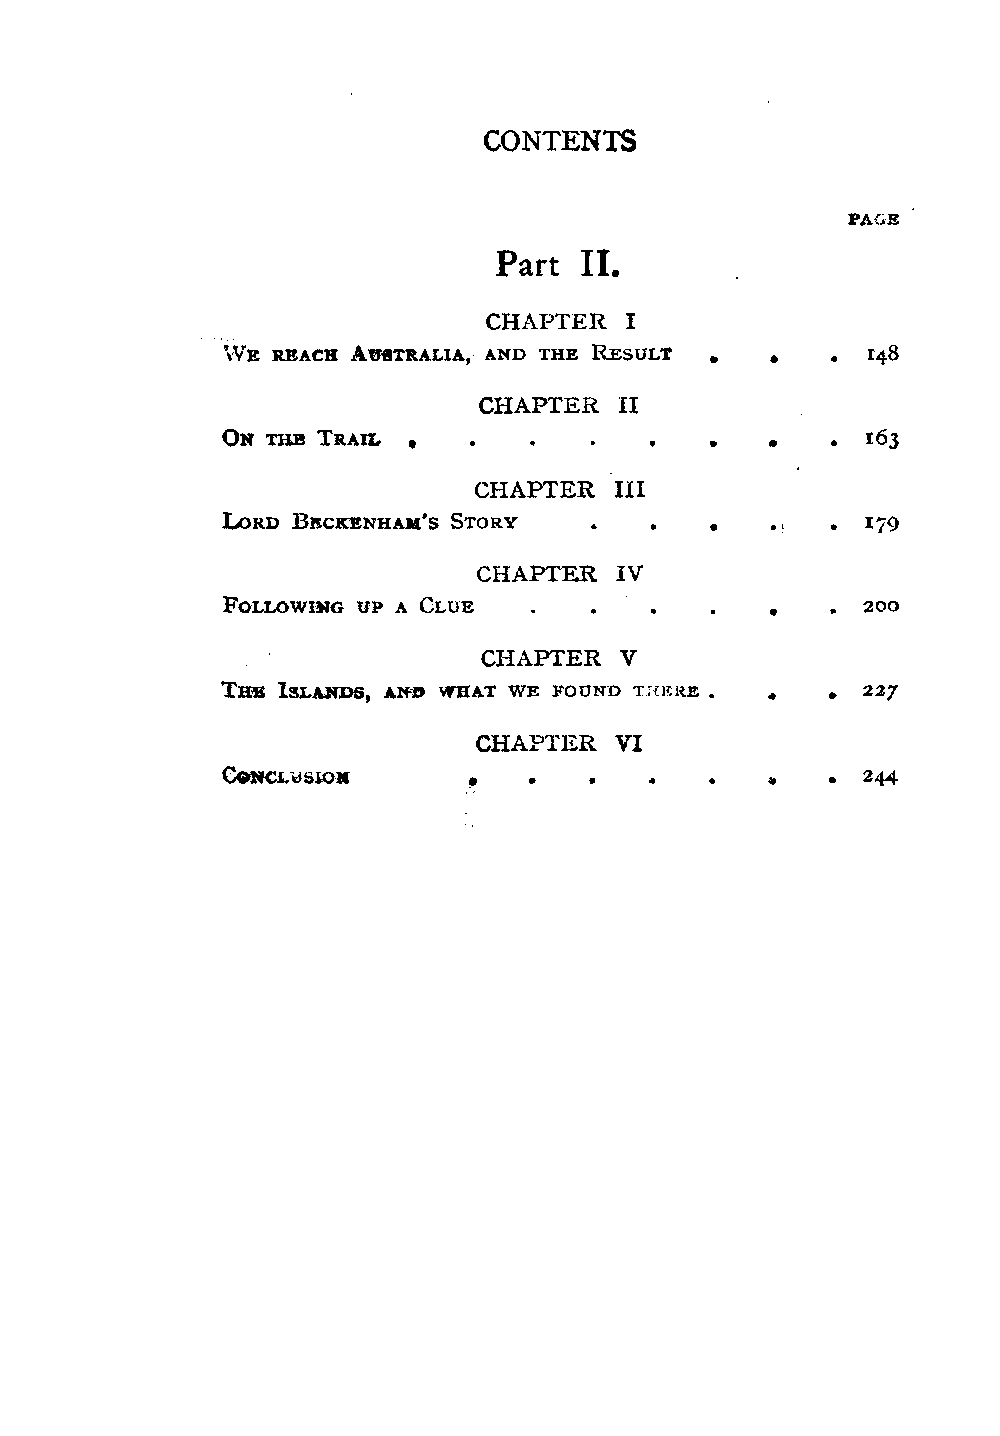 CONTENTS
PAGE
Part II.
CHAPTER I
We reach Australia, and the Result . . . 148
CHAPTER II
On the Trail . . . . . . . . 163
CHAPTER III
Lord Beckenham's Story . . . . . 179
CHAPTER IV
Following up a Clue . . . . . . 200
CHAPTER V
The Islands, and what we found there . . . 227
CHAPTER VI
Conclusion . . . . . . . 244